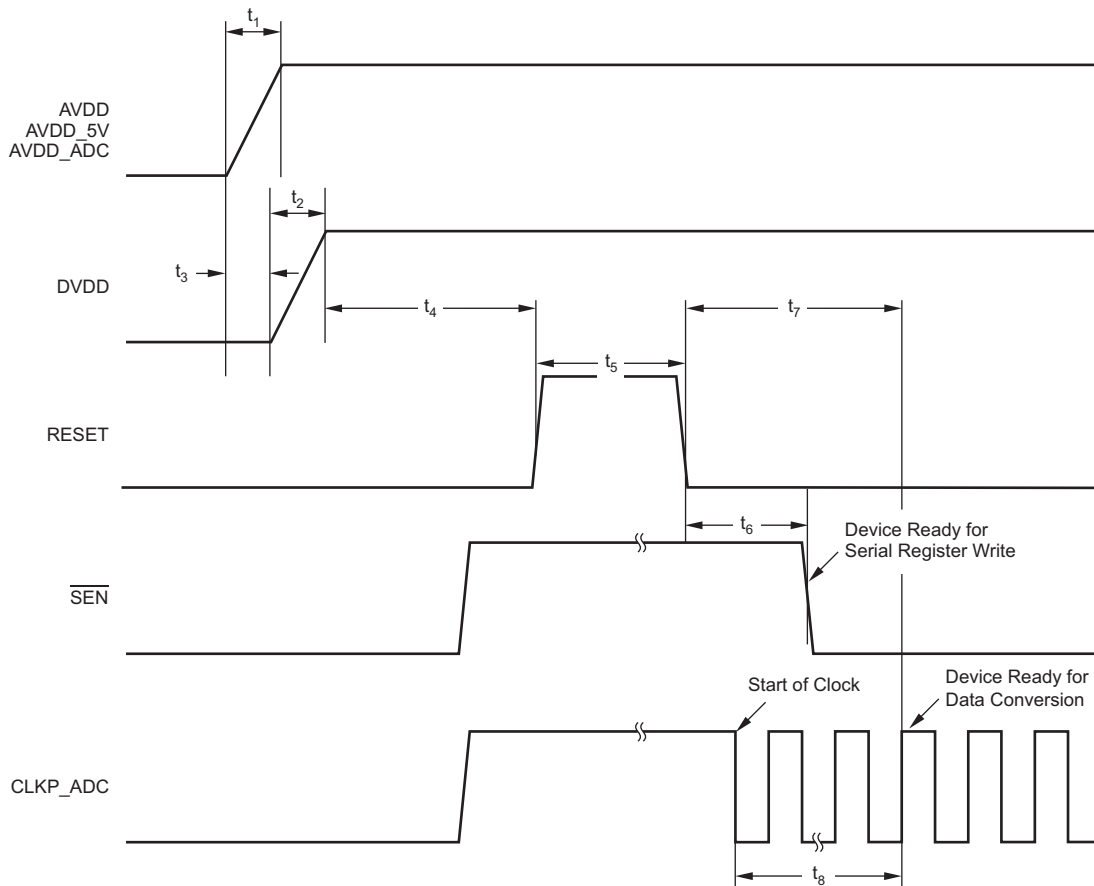 t1
AVDD
AVDD_5V
AVDD_ADC
t2
t3
DVDD
t4
t7
t5
RESET
t6
Device Ready for
Serial Register Write
SEN
Start of Clock
Device Ready for
Data Conversion
CLKP_ADC
t8